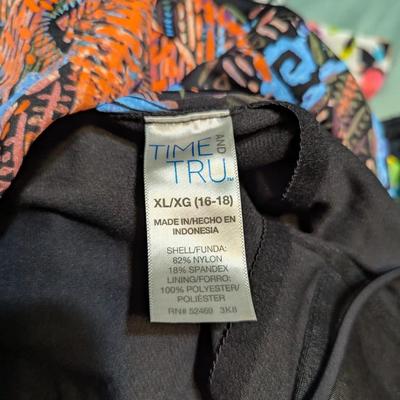 TIME AND
TRU™
XL/XG (16-18)
MADE IN/HECHO EN
INDONESIA
SHELL/FUNDA:
82% NYLON
18% SPANDEX
LINING/FORRO:
100% POLYESTER/
POLIÉSTER
RN# 52469 3K8